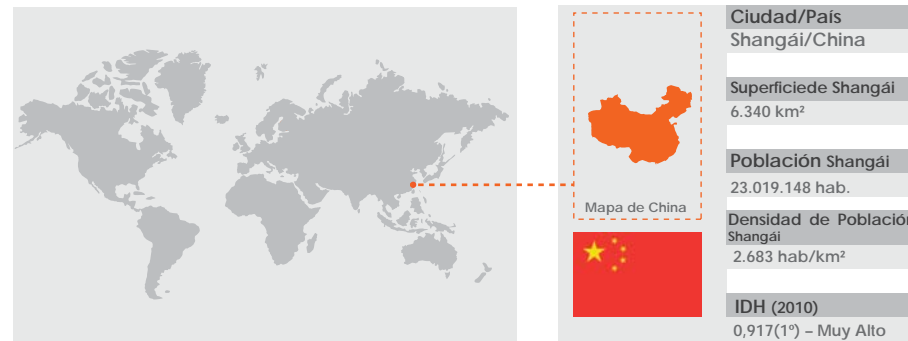 Ciudad/País
Shangái/China
Superficiede Shangái
6.340 km²
Población Shangái
23.019.148 hab.
Mapa de China
Densidad de Población
Shangái
2.683 hab/km²
IDH (2010)
0,917(1º) – Muy Alto